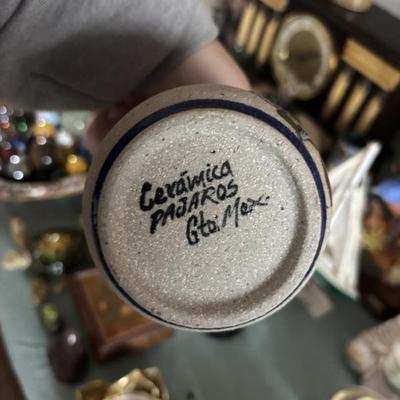 Cerámica
PAJAROS
Gto. Mex.